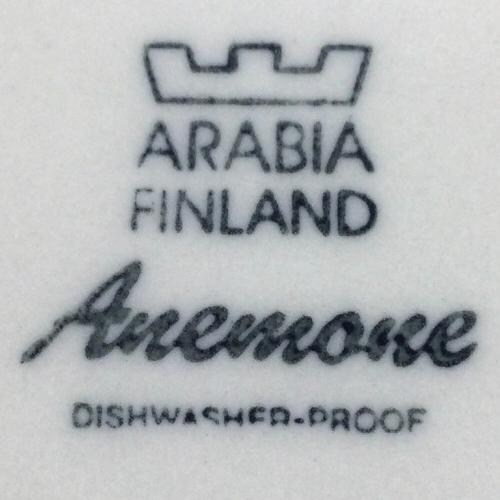 ARABIA
FINLAND
Anemone
DISHWASHER-PROOF